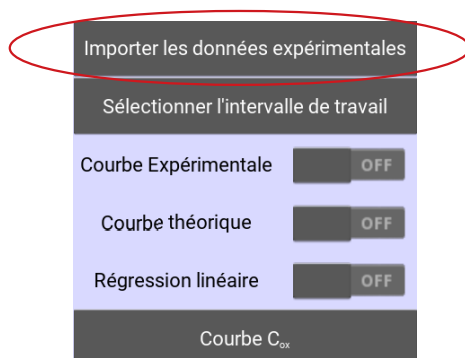 Importer les données expérimentales
Sélectionner l'intervalle de travail
Courbe Expérimentale OFF
Courbe théorique OFF
Régression linéaire OFF
Courbe Cₒₓ